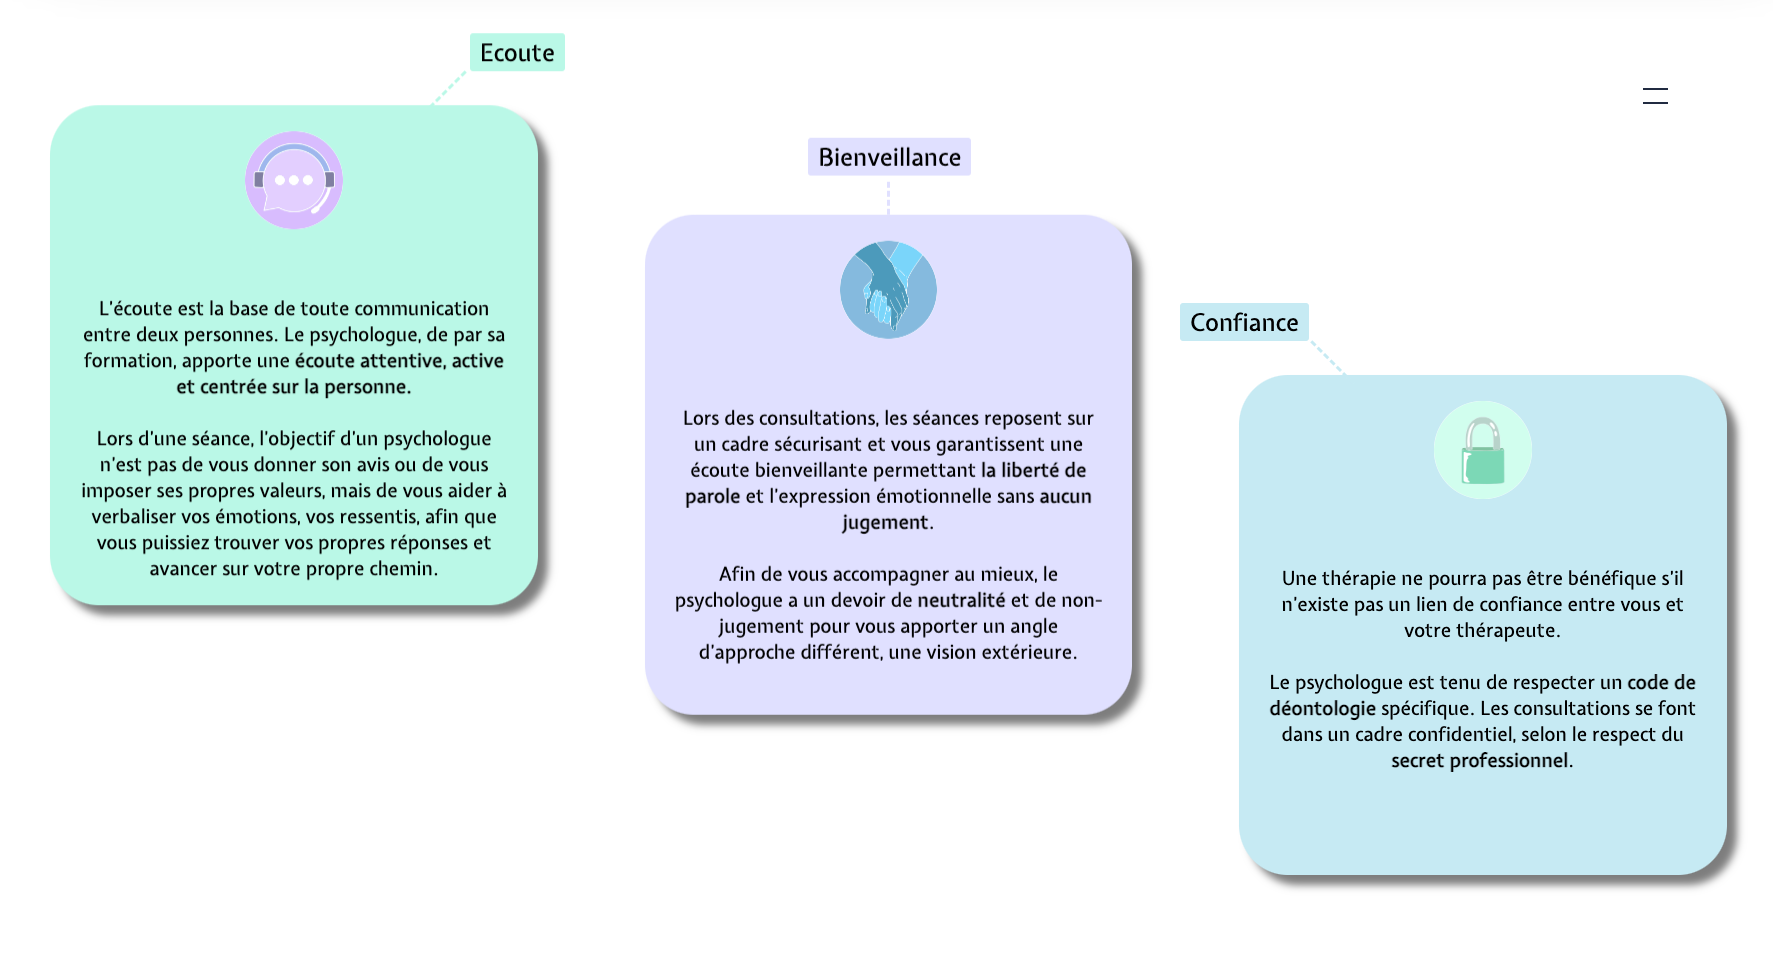 Ecoute
L'écoute est la base de toute communication
entre deux personnes. Le psychologue, de par sa
formation, apporte une écoute attentive, active
et centrée sur la personne.
Lors d'une séance, l'objectif d'un psychologue
n'est pas de vous donner son avis ou de vous
imposer ses propres valeurs, mais de vous aider à
verbaliser vos émotions, vos ressentis, afin que
vous puissiez trouver vos propres réponses et
avancer sur votre propre chemin.
Bienveillance
Lors des consultations, les séances reposent sur
un cadre sécurisant et vous garantissent une
écoute bienveillante permettant la liberté de
parole et l'expression émotionnelle sans aucun
jugement.
Afin de vous accompagner au mieux, le
psychologue a un devoir de neutralité et de non-
jugement pour vous apporter un angle
d'approche différent, une vision extérieure.
Confiance
Une thérapie ne pourra pas être bénéfique s'il
n'existe pas un lien de confiance entre vous et
votre thérapeute.
Le psychologue est tenu de respecter un code de
déontologie spécifique. Les consultations se font
dans un cadre confidentiel, selon le respect du
secret professionnel.